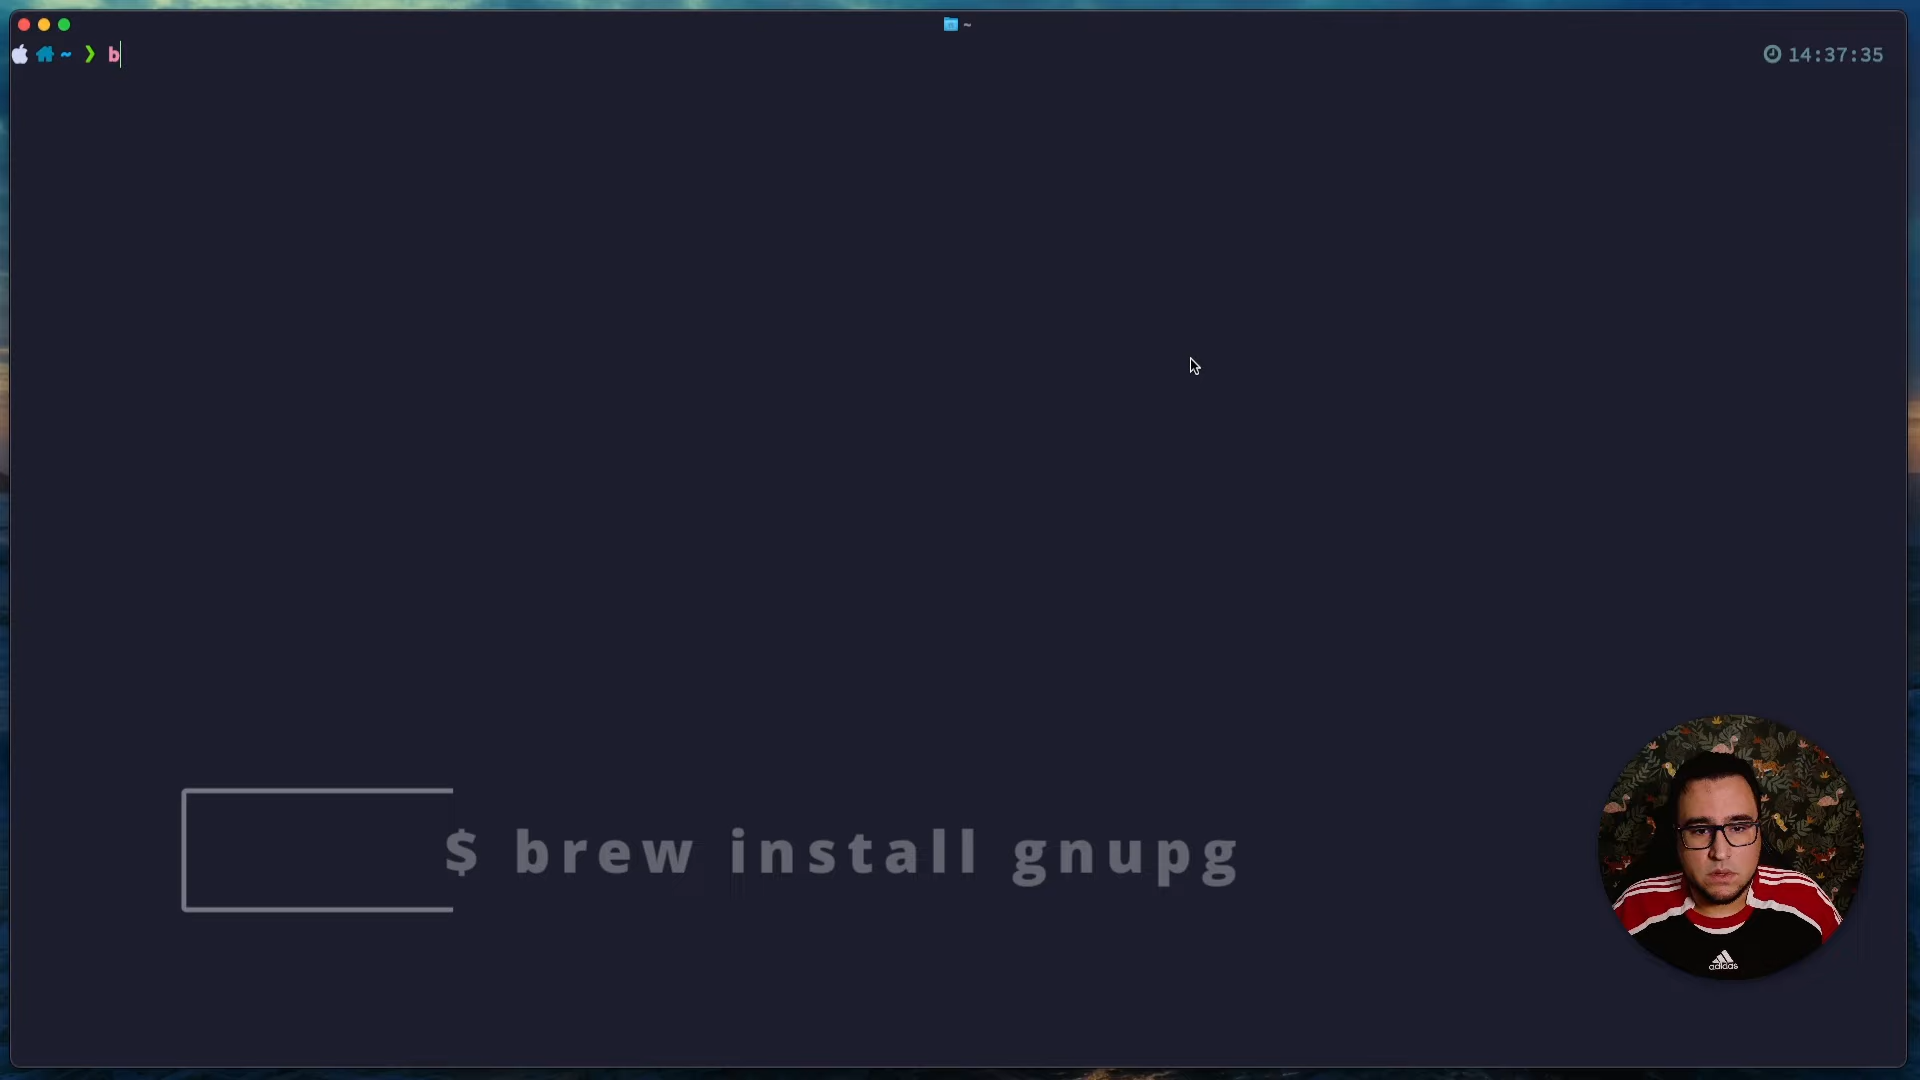 ~
~ ❯ b
14:37:35
$ brew install gnupg
adidas